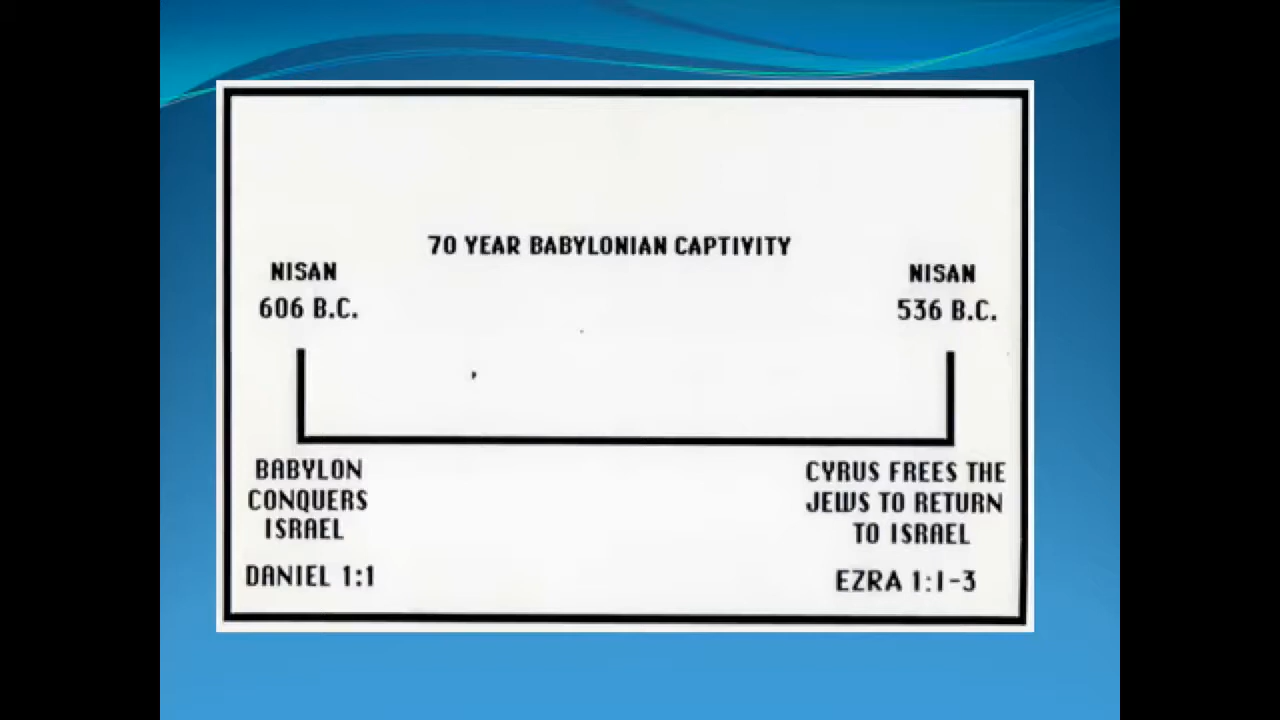 70 YEAR BABYLONIAN CAPTIVITY
NISAN
606 B.C.
NISAN
536 B.C.
BABYLON
CONQUERS
ISRAEL
DANIEL 1:1
CYRUS FREES THE
JEWS TO RETURN
TO ISRAEL
EZRA 1:1-3